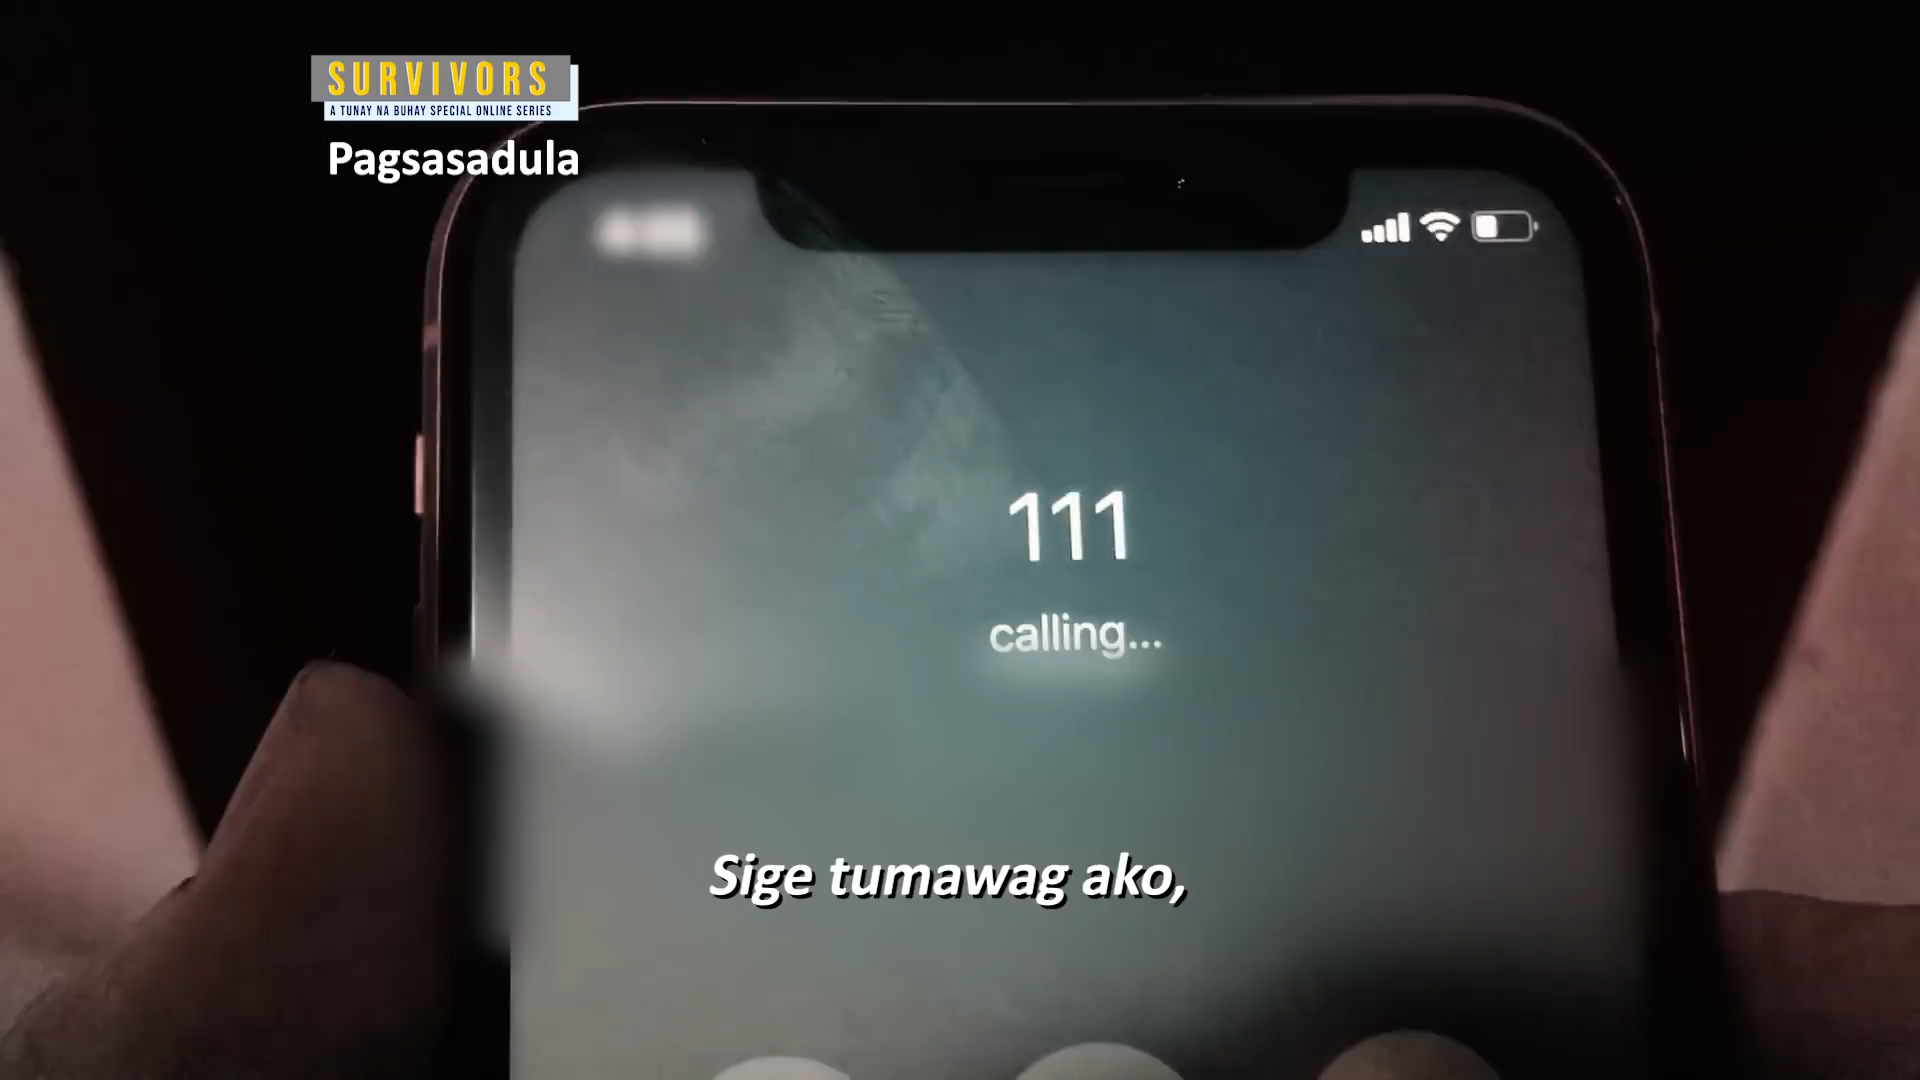 SURVIVORS
A TUNAY NA BUHAY SPECIAL ONLINE SERIES
Pagsasadula
111
calling...
Sige tumawag ako,